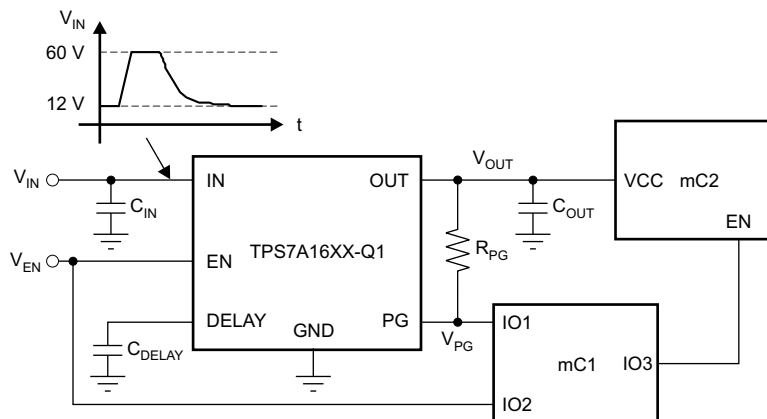 V_IN
60 V
12 V
t
V_IN
C_IN
IN
OUT
V_OUT
C_OUT
VCC
mC2
EN
V_EN
EN
TPS7A16XX-Q1
R_PG
DELAY
GND
PG
V_PG
C_DELAY
IO1
mC1
IO3
IO2